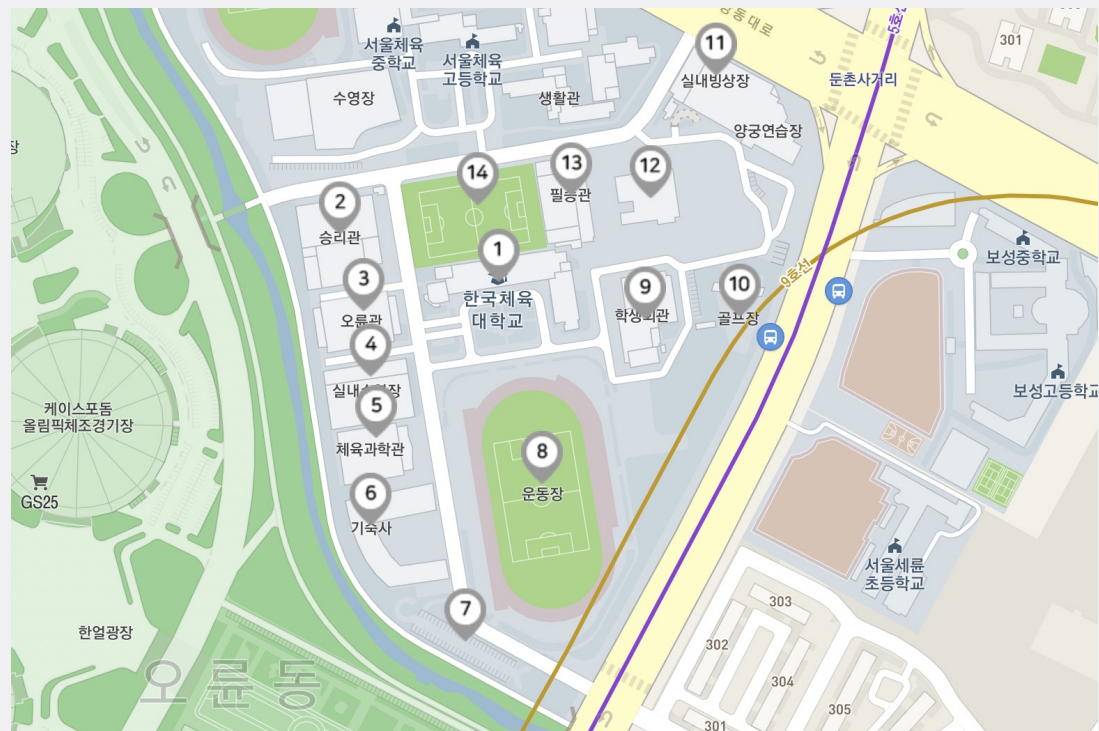 서울체육
중학교
서울체육
고등학교
11
실내빙상장
5호선
301
둔촌사거리
수영장
생활관
양궁연습장
장
14
13
필승관
12
2
승리관
1
한국체육
대학교
3
오륜관
9
학생회관
10
골프장
9호선
보성중학교
4
5
체육과학관
보성고등학교
케이스포돔
올림픽체조경기장
GS25
8
운동장
6
기숙사
서울세륜
초등학교
7
303
한얼광장
302
오륜동
304
305
301